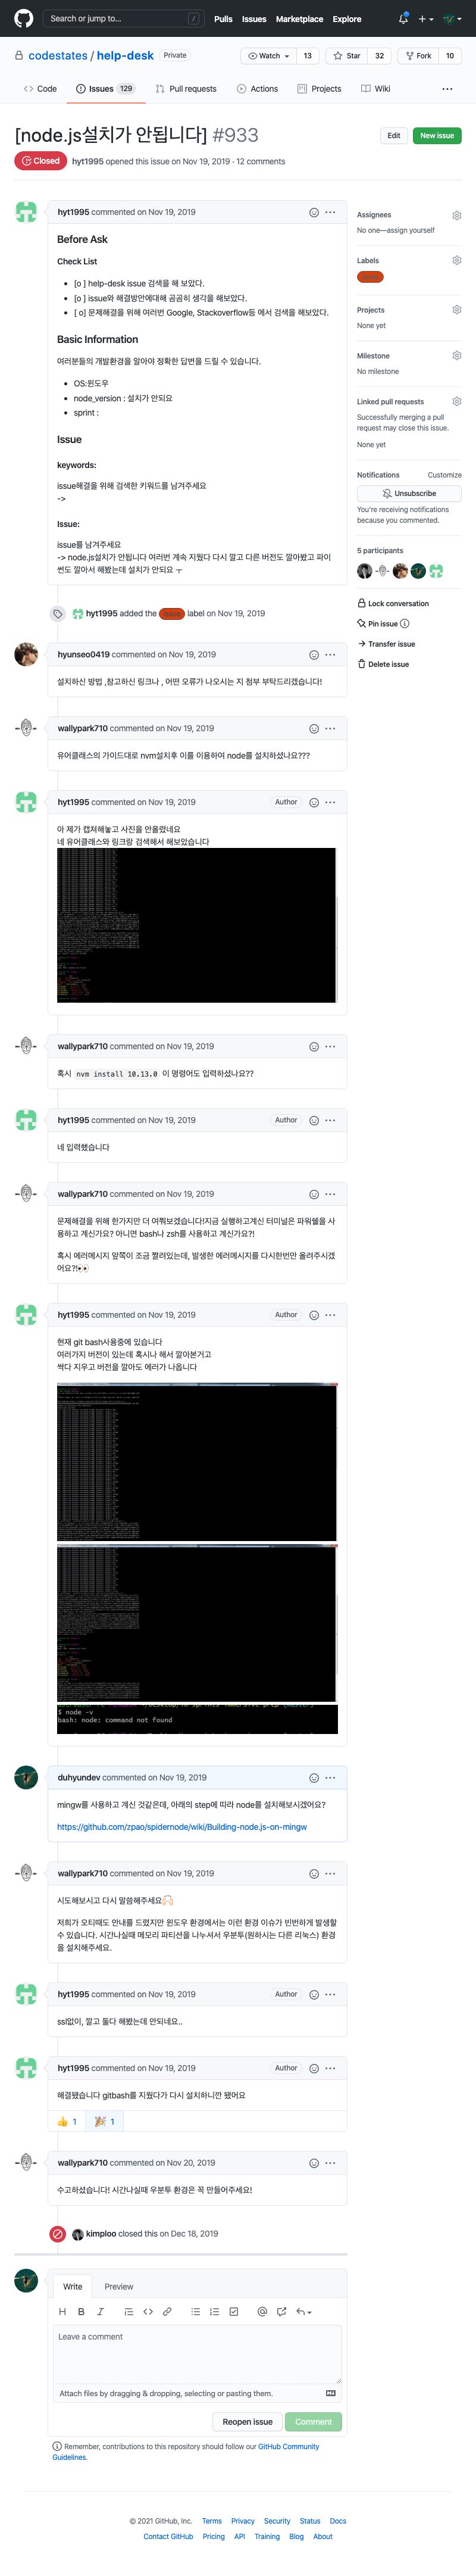 Search or jump to...
/
Pulls
Issues
Marketplace
Explore
codestates / help-desk
Private
Watch
13
Star
32
Fork
10
Code
Issues 129
Pull requests
Actions
Projects
Wiki
[node.js설치가 안됩니다] #933
Edit
New issue
Closed
hyt1995 opened this issue on Nov 19, 2019 · 12 comments
hyt1995 commented on Nov 19, 2019
Before Ask
Check List
[o ] help-desk issue 검색을 해 보았다.
[o ] issue와 해결방안에대해 곰곰히 생각을 해보았다.
[ o] 문제해결을 위해 여러번 Google, Stackoverflow등 에서 검색을 해보았다.
Basic Information
여러분들의 개발환경을 알아야 정확한 답변을 드릴 수 있습니다.
OS:윈도우
node_version : 설치가 안되요
sprint :
Issue
keywords:
issue해결을 위해 검색한 키워드를 남겨주세요
->
Issue:
issue를 남겨주세요
-> node.js설치가 안됩니다 여러번 계속 지웠다 다시 깔고 다른 버전도 깔아봤고 파이
썬도 깔아서 해봤는데 설치가 안되요 ㅜ
Assignees
No one—assign yourself
Labels
Projects
None yet
Milestone
No milestone
Linked pull requests
Successfully merging a pull
request may close this issue.
None yet
Notifications
Customize
Unsubscribe
You're receiving notifications
because you commented.
5 participants
Lock conversation
Pin issue
Transfer issue
Delete issue
hyt1995 added the
label on Nov 19, 2019
hyunseo0419 commented on Nov 19, 2019
설치하신 방법 ,참고하신 링크나 , 어떤 오류가 나오시는 지 첨부 부탁드리겠습니다!
wallypark710 commented on Nov 19, 2019
유어클래스의 가이드대로 nvm설치후 이를 이용하여 node를 설치하셨나요???
hyt1995 commented on Nov 19, 2019
Author
아 제가 캡쳐해놓고 사진을 안올렸네요
네 유어클래스와 링크랑 검색해서 해보았습니다
wallypark710 commented on Nov 19, 2019
혹시 nvm install 10.13.0 이 명령어도 입력하셨나요??
hyt1995 commented on Nov 19, 2019
Author
네 입력했습니다
wallypark710 commented on Nov 19, 2019
문제해결을 위해 한가지만 더 여쭤보겠습니다!지금 실행하고계신 터미널은 파워쉘을 사
용하고 계신가요? 아니면 bash나 zsh를 사용하고 계신가요?!
혹시 에러메시지 앞쪽이 조금 짤려있는데, 발생한 에러메시지를 다시한번만 올려주시겠
어요?!👀
hyt1995 commented on Nov 19, 2019
Author
현재 git bash사용중에 있습니다
여러가지 버전이 있는데 혹시나 해서 깔아본거고
싹다 지우고 버전을 깔아도 에러가 나옵니다
$ node -v
bash: node: command not found
duhyundev commented on Nov 19, 2019
mingw를 사용하고 계신 것같은데, 아래의 step에 따라 node를 설치해보시겠어요?
https://github.com/zpao/spidernode/wiki/Building-node.js-on-mingw
wallypark710 commented on Nov 19, 2019
시도해보시고 다시 말씀해주세요
저희가 오티때도 안내를 드렸지만 윈도우 환경에서는 이런 환경 이슈가 빈번하게 발생할
수 있습니다. 시간나실때 메모리 파티션을 나누셔서 우분투(원하시는 다른 리눅스) 환경
을 설치해주세요.
hyt1995 commented on Nov 19, 2019
Author
ssl없이, 깔고 둘다 해봤는데 안되네요..
hyt1995 commented on Nov 19, 2019
Author
해결됐습니다 gitbash를 지웠다가 다시 설치하니깐 됐어요
👍 1
🎉 1
wallypark710 commented on Nov 20, 2019
수고하셨습니다! 시간나실때 우분투 환경은 꼭 만들어주세요!
kimploo closed this on Dec 18, 2019
Write
Preview
Leave a comment
Attach files by dragging & dropping, selecting or pasting them.
Reopen issue
Comment
Remember, contributions to this repository should follow our GitHub Community
Guidelines.
© 2021 GitHub, Inc.
Terms
Privacy
Security
Status
Docs
Contact GitHub
Pricing
API
Training
Blog
About